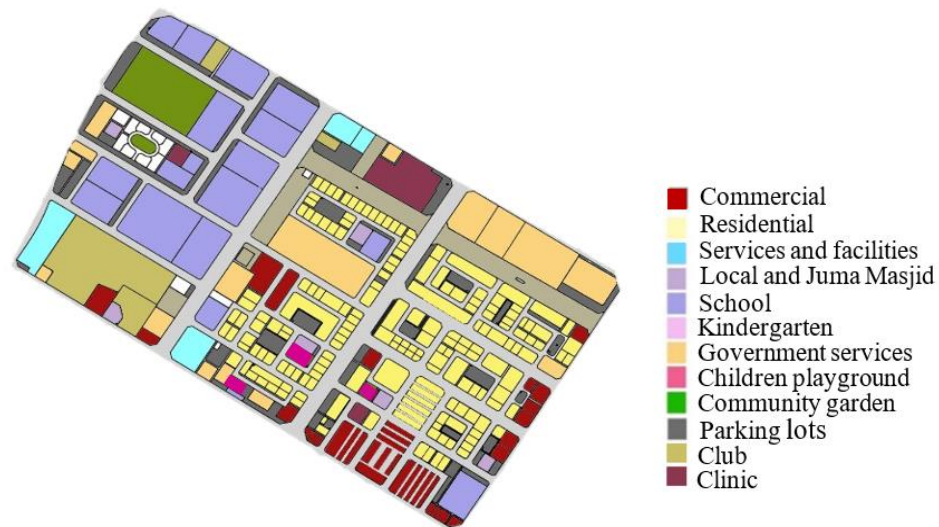 Commercial
Residential
Services and facilities
Local and Juma Masjid
School
Kindergarten
Government services
Children playground
Community garden
Parking lots
Club
Clinic